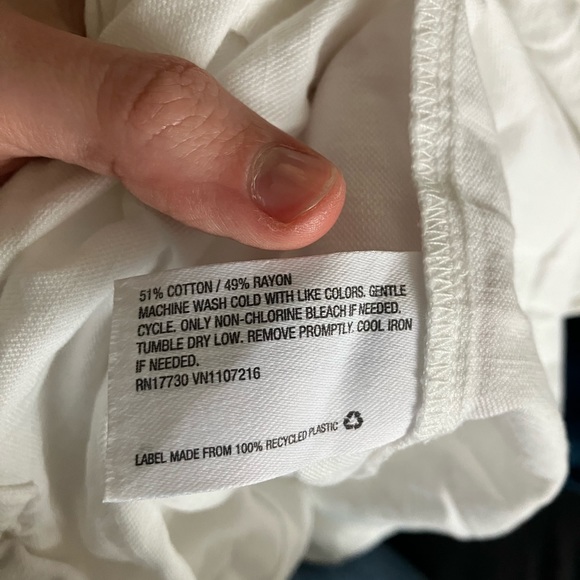 51% COTTON / 49% RAYON
MACHINE WASH COLD WITH LIKE COLORS. GENTLE
CYCLE. ONLY NON-CHLORINE BLEACH IF NEEDED.
TUMBLE DRY LOW. REMOVE PROMPTLY. COOL IRON
IF NEEDED.
RN17730 VN1107216
LABEL MADE FROM 100% RECYCLED PLASTIC